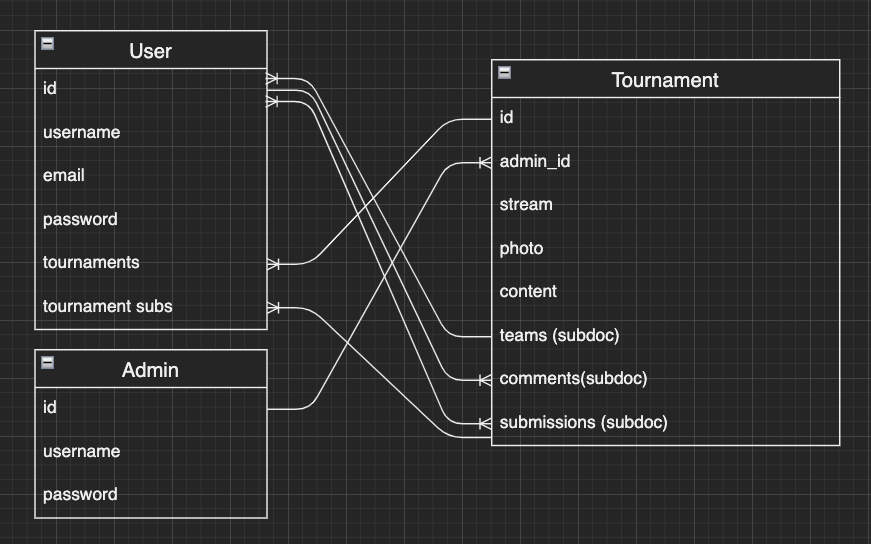 User
id
username
email
password
tournaments
tournament subs
Admin
id
username
password
Tournament
id
admin_id
stream
photo
content
teams (subdoc)
comments(subdoc)
submissions (subdoc)